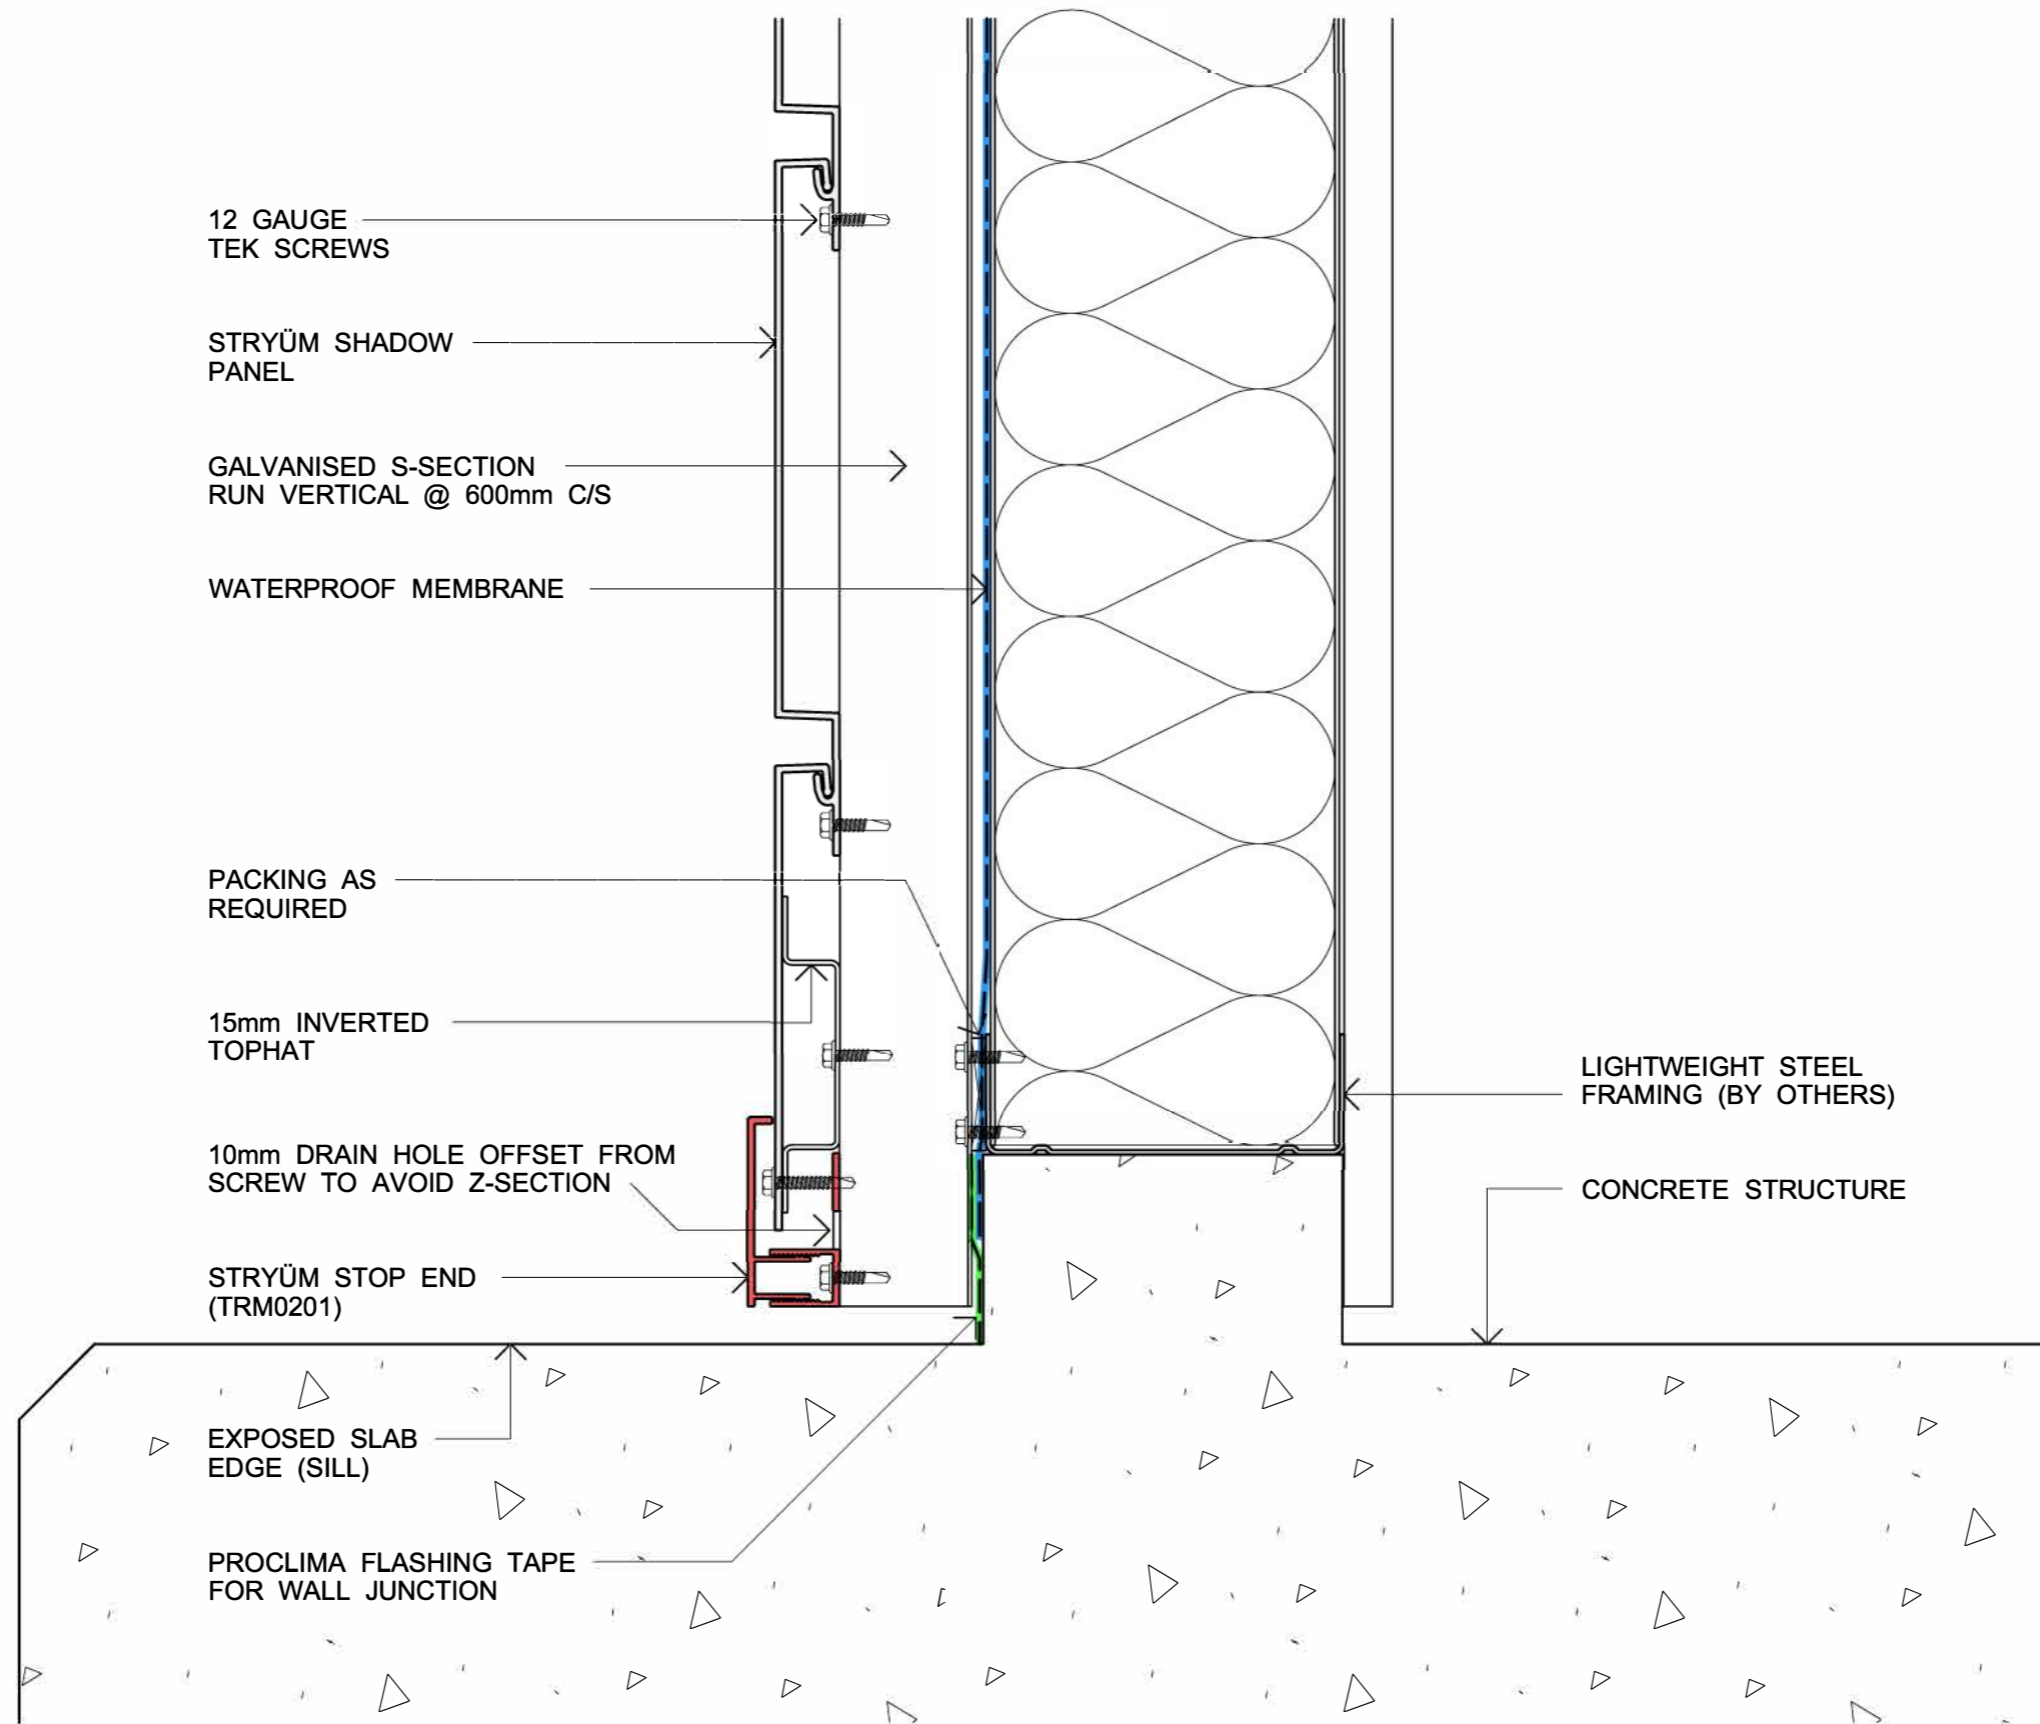 12 GAUGE
TEK SCREWS
STRYÜM SHADOW
PANEL
GALVANISED S-SECTION
RUN VERTICAL @ 600mm C/S
WATERPROOF MEMBRANE
PACKING AS
REQUIRED
15mm INVERTED
TOPHAT
LIGHTWEIGHT STEEL
FRAMING (BY OTHERS)
10mm DRAIN HOLE OFFSET FROM
SCREW TO AVOID Z-SECTION
CONCRETE STRUCTURE
STRYÜM STOP END
(TRM0201)
EXPOSED SLAB
EDGE (SILL)
PROCLIMA FLASHING TAPE
FOR WALL JUNCTION